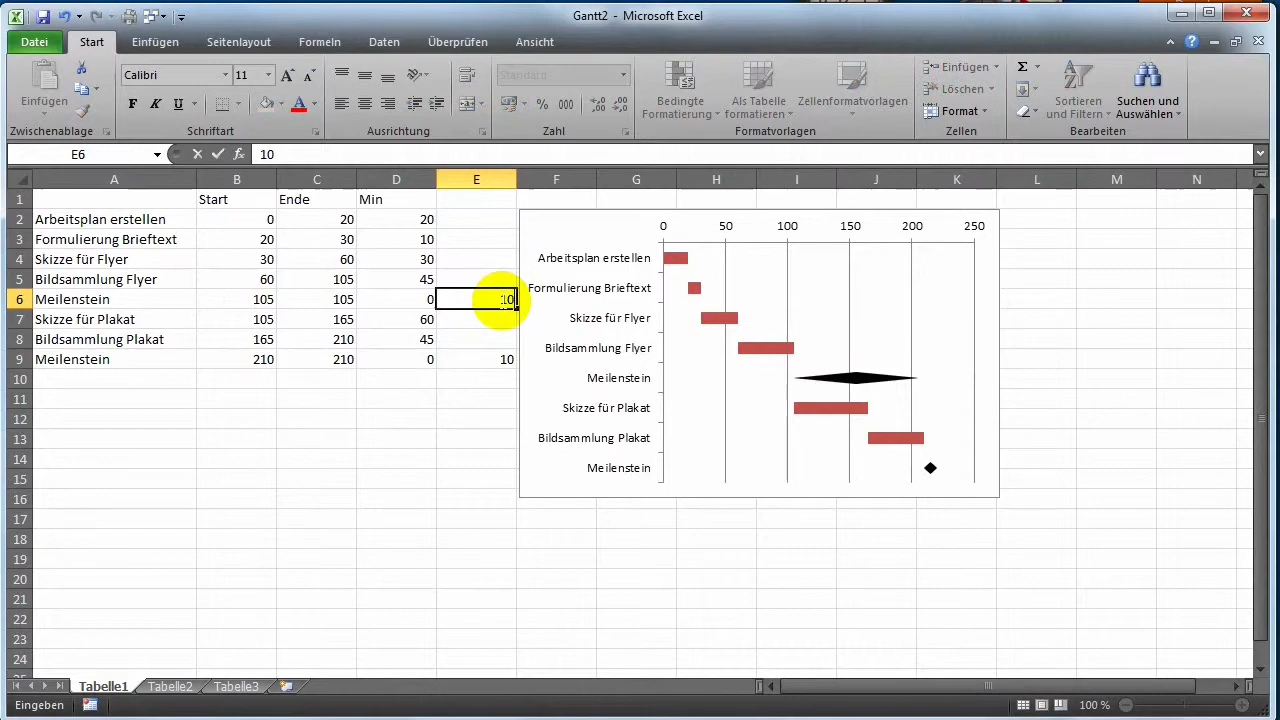 Gantt2 - Microsoft Excel
Datei Start Einfügen Seitenlayout Formeln Daten Überprüfen Ansicht
Einfügen
Calibri 11
Standard
Bedingte Formatierung
Als Tabelle formatieren
Zellenformatvorlagen
Einfügen
Löschen
Format
Sortieren und Filtern
Suchen und Auswählen
F K U
Zwischenablage Schriftart Ausrichtung Zahl Formatvorlagen Zellen Bearbeiten
E6 fx 10
A B C D E F G H I J K L M N
1 Start Ende Min
2 Arbeitsplan erstellen 0 20 20
3 Formulierung Brieftext 20 30 10
4 Skizze für Flyer 30 60 30
5 Bildsammlung Flyer 60 105 45
6 Meilenstein 105 105 0 10
7 Skizze für Plakat 105 165 60
8 Bildsammlung Plakat 165 210 45
9 Meilenstein 210 210 0 10
10
11
12
13
14
15
16
17
18
19
20
21
22
23
24
0 50 100 150 200 250
Arbeitsplan erstellen
Formulierung Brieftext
Skizze für Flyer
Bildsammlung Flyer
Meilenstein
Skizze für Plakat
Bildsammlung Plakat
Meilenstein
Tabelle1 Tabelle2 Tabelle3
Eingeben 100 %